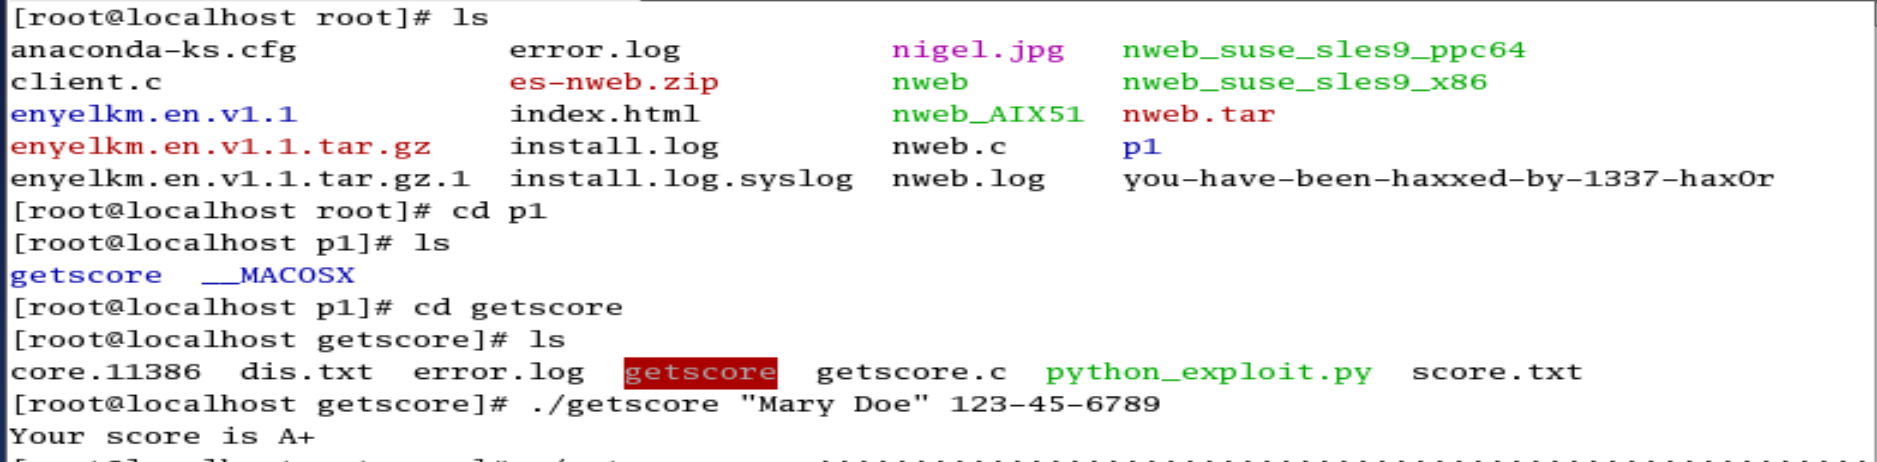 [root@localhost root]# ls
anaconda-ks.cfg error.log nigel.jpg nweb_suse_sles9_ppc64
client.c es-nweb.zip nweb nweb_suse_sles9_x86
enyelkm.en.v1.1 index.html nweb_AIX51 nweb.tar
enyelkm.en.v1.1.tar.gz install.log nweb.c p1
enyelkm.en.v1.1.tar.gz.1 install.log.syslog nweb.log you-have-been-haxxed-by-1337-hax0r
[root@localhost root]# cd p1
[root@localhost p1]# ls
getscore __MACOSX
[root@localhost p1]# cd getscore
[root@localhost getscore]# ls
core.11386 dis.txt error.log getscore getscore.c python_exploit.py score.txt
[root@localhost getscore]# ./getscore "Mary Doe" 123-45-6789
Your score is A+